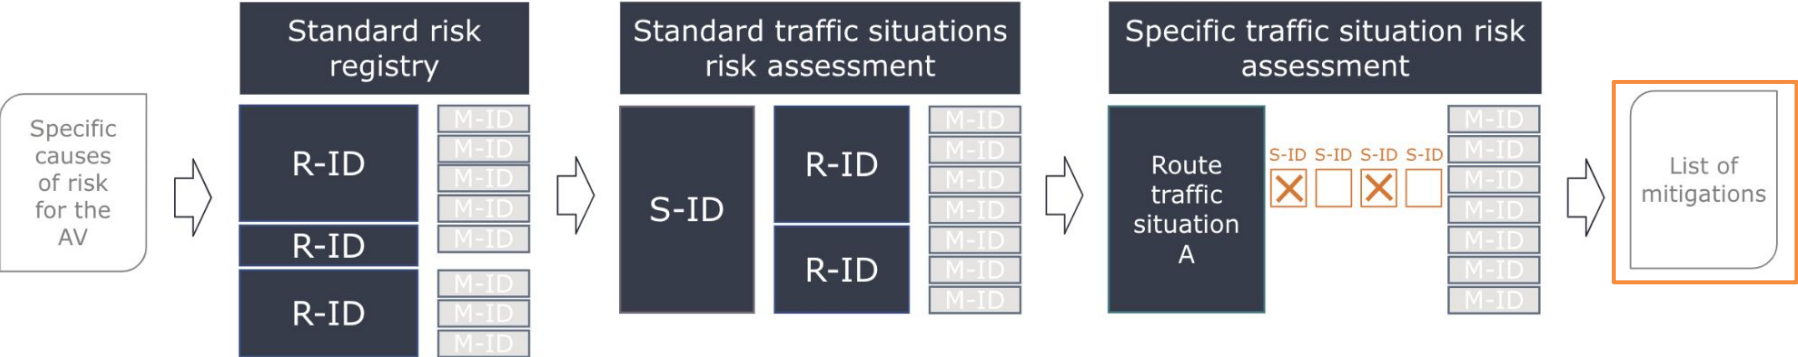 Specific
causes
of risk
for the
AV
Standard risk
registry
R-ID
R-ID
R-ID
M-ID
M-ID
M-ID
M-ID
M-ID
M-ID
M-ID
M-ID
Standard traffic situations
risk assessment
S-ID
R-ID
R-ID
M-ID
M-ID
M-ID
M-ID
M-ID
M-ID
M-ID
Specific traffic situation risk
assessment
Route
traffic
situation
A
S-ID S-ID S-ID S-ID
M-ID
M-ID
M-ID
M-ID
M-ID
M-ID
M-ID
List of
mitigations